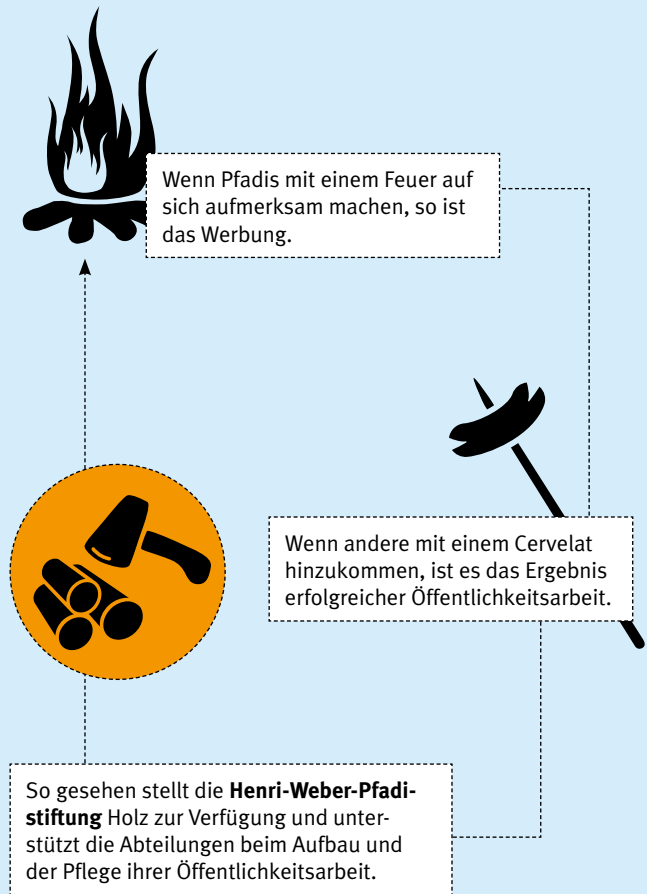 Wenn Pfadis mit einem Feuer auf
sich aufmerksam machen, so ist
das Werbung.
Wenn andere mit einem Cervelat
hinzukommen, ist es das Ergebnis
erfolgreicher Öffentlichkeitsarbeit.
So gesehen stellt die Henri-Weber-Pfadi-
stiftung Holz zur Verfügung und unter-
stützt die Abteilungen beim Aufbau und
der Pflege ihrer Öffentlichkeitsarbeit.